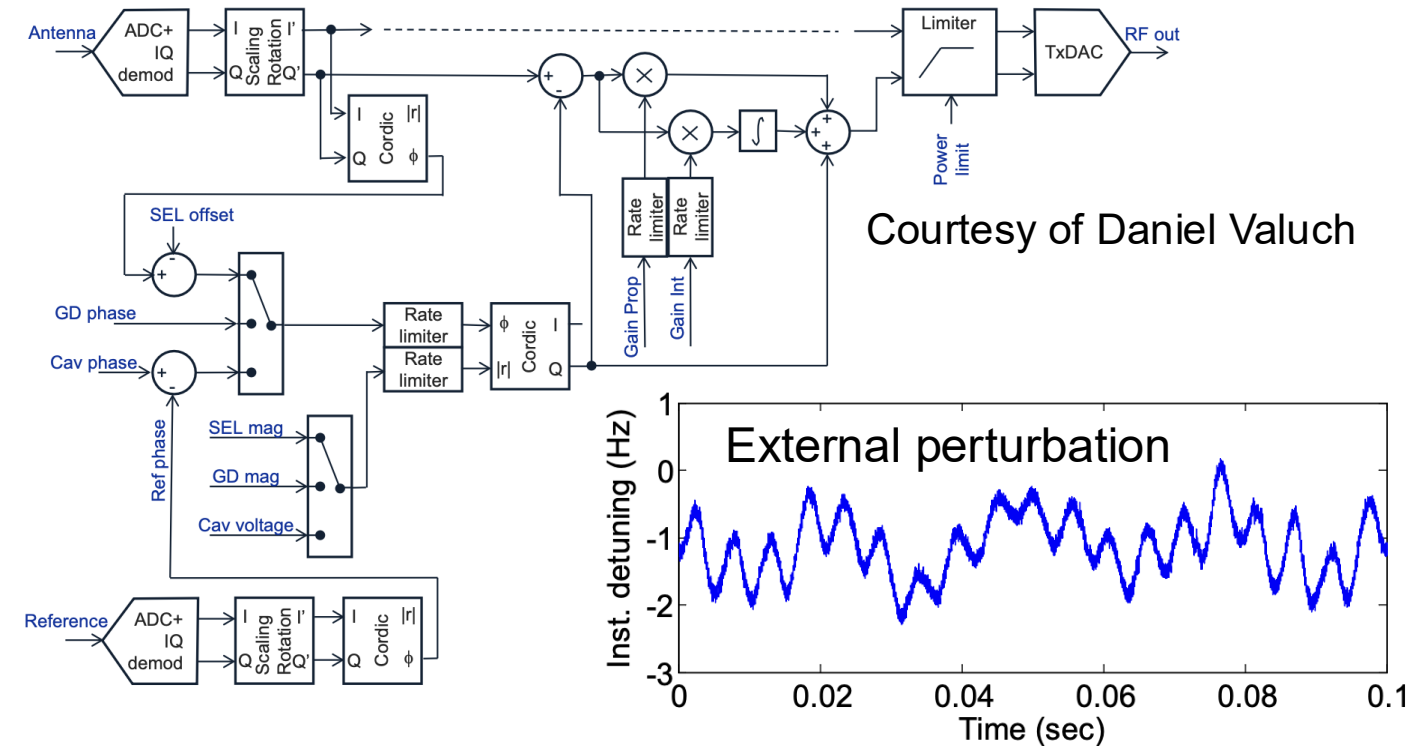 Antenna
ADC+
IQ
demod
I
Q
Scaling
Rotation
I'
Q'
I
Q
Cordic
|r|
ϕ
+
-
×
×
∫
+
+
+
Limiter
TxDAC
RF out
Power
limit
Rate
limiter
Rate
limiter
Gain Prop
Gain Int
Courtesy of Daniel Valuch
SEL offset
-
+
GD phase
Cav phase
+
-
Ref phase
SEL mag
GD mag
Cav voltage
Rate
limiter
Rate
limiter
ϕ
|r|
Cordic
I
Q
Reference
ADC+
IQ
demod
I
Q
Scaling
Rotation
I'
Q'
I
Q
Cordic
|r|
ϕ
External perturbation
Inst. detuning (Hz)
1
0
-1
-2
-3
0
0.02
0.04
0.06
0.08
0.1
Time (sec)